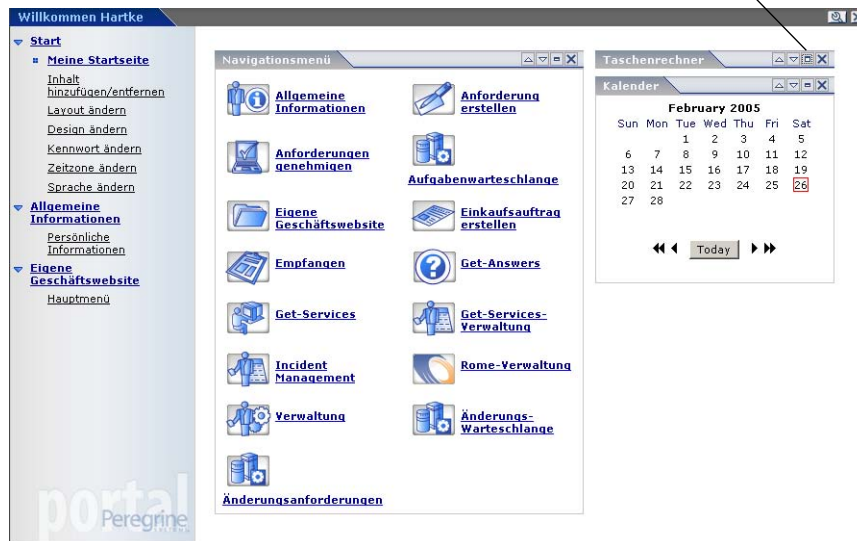 Willkommen Hartke
Start
Meine Startseite
Inhalt
hinzufügen/entfernen
Layout ändern
Design ändern
Kennwort ändern
Zeitzone ändern
Sprache ändern
Allgemeine
Informationen
Persönliche
Informationen
Eigene
Geschäftswebsite
Hauptmenü
portal
Peregrine
Navigationsmenü
Allgemeine
Informationen
Anforderung
erstellen
Anforderungen
genehmigen
Aufgabenwarteschlange
Eigene
Geschäftswebsite
Einkaufsauftrag
erstellen
Empfangen
Get-Answers
Get-Services
Get-Services-
Verwaltung
Incident
Management
Rome-Verwaltung
Verwaltung
Änderungs-
Warteschlange
Änderungsanforderungen
Taschenrechner
Kalender
February 2005
Sun Mon Tue Wed Thu Fri Sat
1 2 3 4 5
6 7 8 9 10 11 12
13 14 15 16 17 18 19
20 21 22 23 24 25 26
27 28
Today